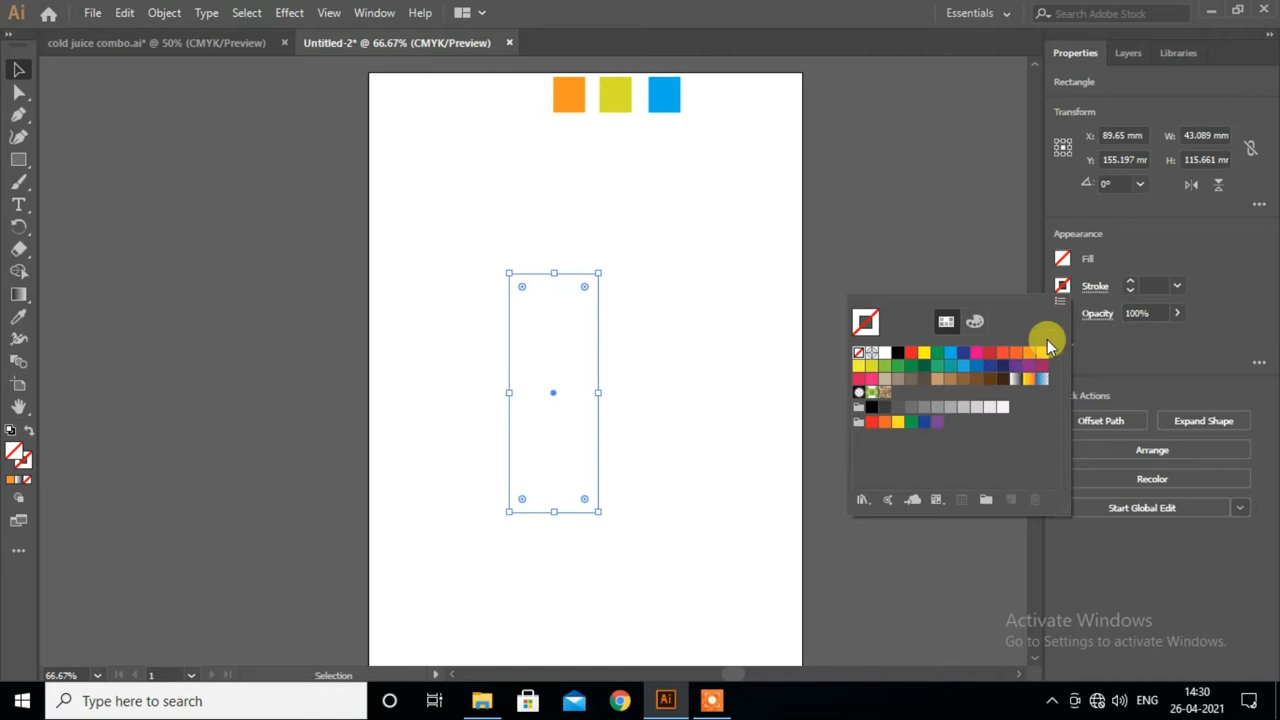 Ai File Edit Object Type Select Effect View Window Help Essentials Search Adobe Stock
cold juice combo.ai* @ 50% (CMYK/Preview) Untitled-2* @ 66.67% (CMYK/Preview) Properties Layers Libraries
Rectangle
Transform
X: 89.65 mm W: 43.089 mm
Y: 155.197 mm H: 115.661 mm
0°
Appearance
Fill
Stroke
Opacity 100%
Offset Path Expand Shape
Arrange
Recolor
Start Global Edit
Activate Windows
Go to Settings to activate Windows.
66.67% 1 Selection
Type here to search Ai ENG 14:30
26-04-2021